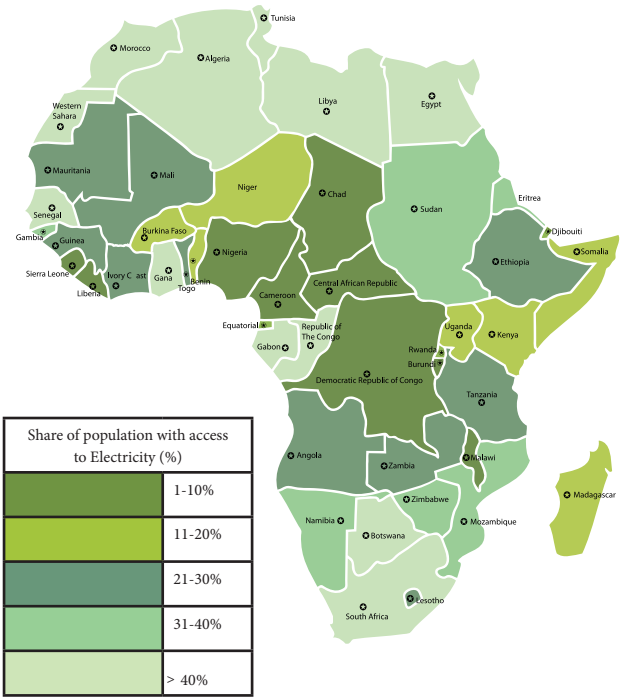 Tunisia
Morocco
Algeria
Libya
Egypt
Western
Sahara
Mauritania
Mali
Niger
Chad
Sudan
Eritrea
Senegal
Gambia
Guinea
Burkina Faso
Nigeria
Djibouiti
Somalia
Ethiopia
Sierra Leone
Liberia
Ivory C ast
Gana
Togo
Benin
Cameroon
Central African Republic
Equatorial
Gabon
Republic of
The Congo
Uganda
Kenya
Rwanda
Burundi
Democratic Republic of Congo
Tanzania
Angola
Zambia
Malawi
Madagascar
Namibia
Zimbabwe
Mozambique
Botswana
South Africa
Lesotho
Share of population with access
to Electricity (%)
1-10%
11-20%
21-30%
31-40%
> 40%